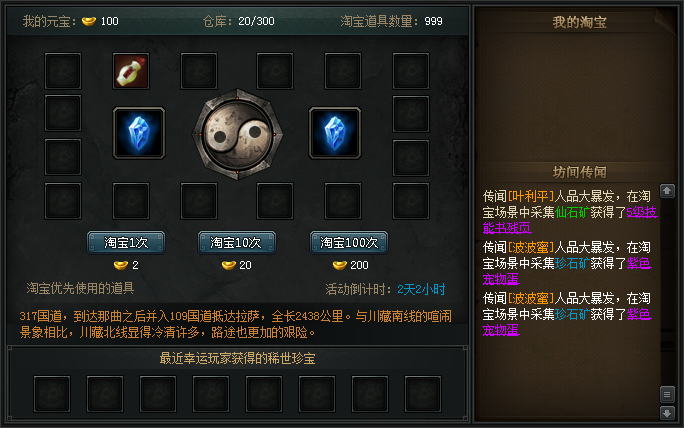 我的元宝： 100
仓库：20/300
淘宝道具数量：999
淘宝1次
淘宝10次
淘宝100次
2
20
200
淘宝优先使用的道具
活动倒计时：2天2小时
317国道，到达那曲之后并入109国道抵达拉萨，全长2438公里。与川藏南线的喧闹
景象相比，川藏北线显得冷清许多，路途也更加的艰险。
最近幸运玩家获得的稀世珍宝
我的淘宝
坊间传闻
传闻[叶利平]人品大暴发，在淘
宝场景中采集仙石矿获得了5级技
能书残页
传闻[波波蜜]人品大暴发，在淘
宝场景中采集珍石矿获得了紫色
宠物蛋
传闻[波波蜜]人品大暴发，在淘
宝场景中采集珍石矿获得了紫色
宠物蛋